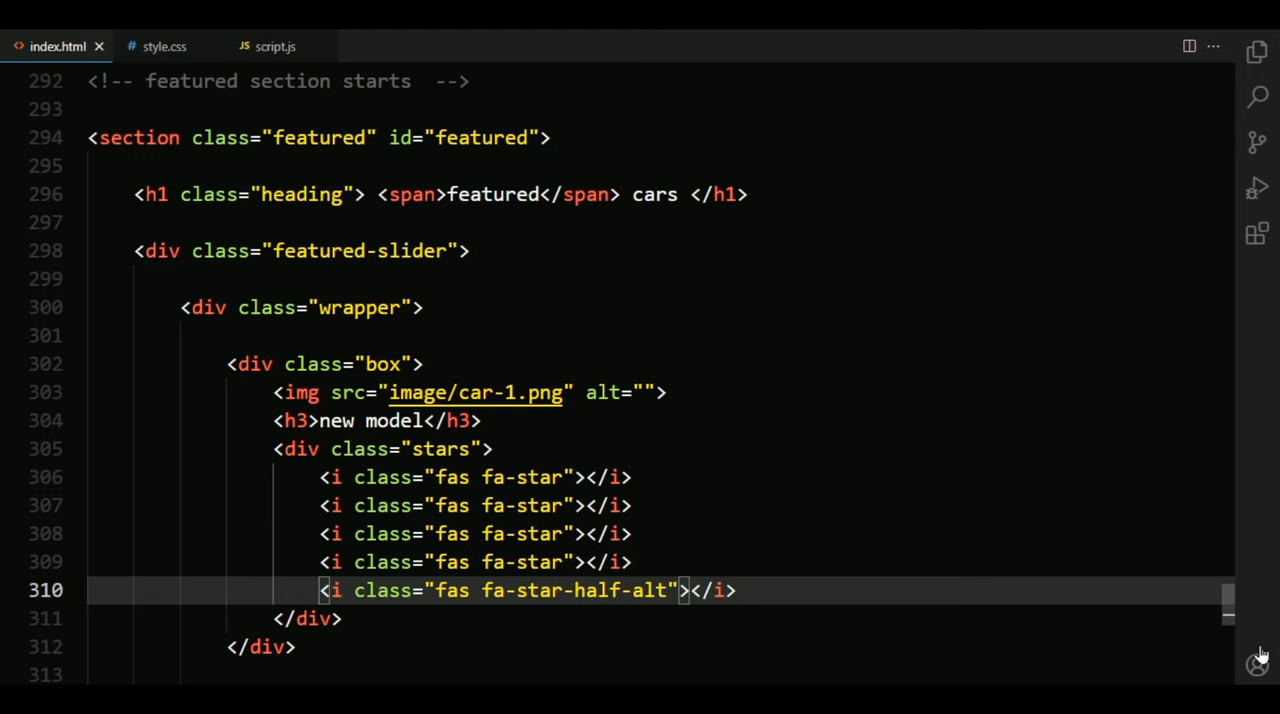 index.html × # style.css JS script.js
292 <!-- featured section starts  -->
293
294 <section class="featured" id="featured">
295
296     <h1 class="heading"> <span>featured</span> cars </h1>
297
298     <div class="featured-slider">
299
300         <div class="wrapper">
301
302             <div class="box">
303                 <img src="image/car-1.png" alt="">
304                 <h3>new model</h3>
305                 <div class="stars">
306                     <i class="fas fa-star"></i>
307                     <i class="fas fa-star"></i>
308                     <i class="fas fa-star"></i>
309                     <i class="fas fa-star"></i>
310                     <i class="fas fa-star-half-alt"></i>
311                 </div>
312             </div>
313